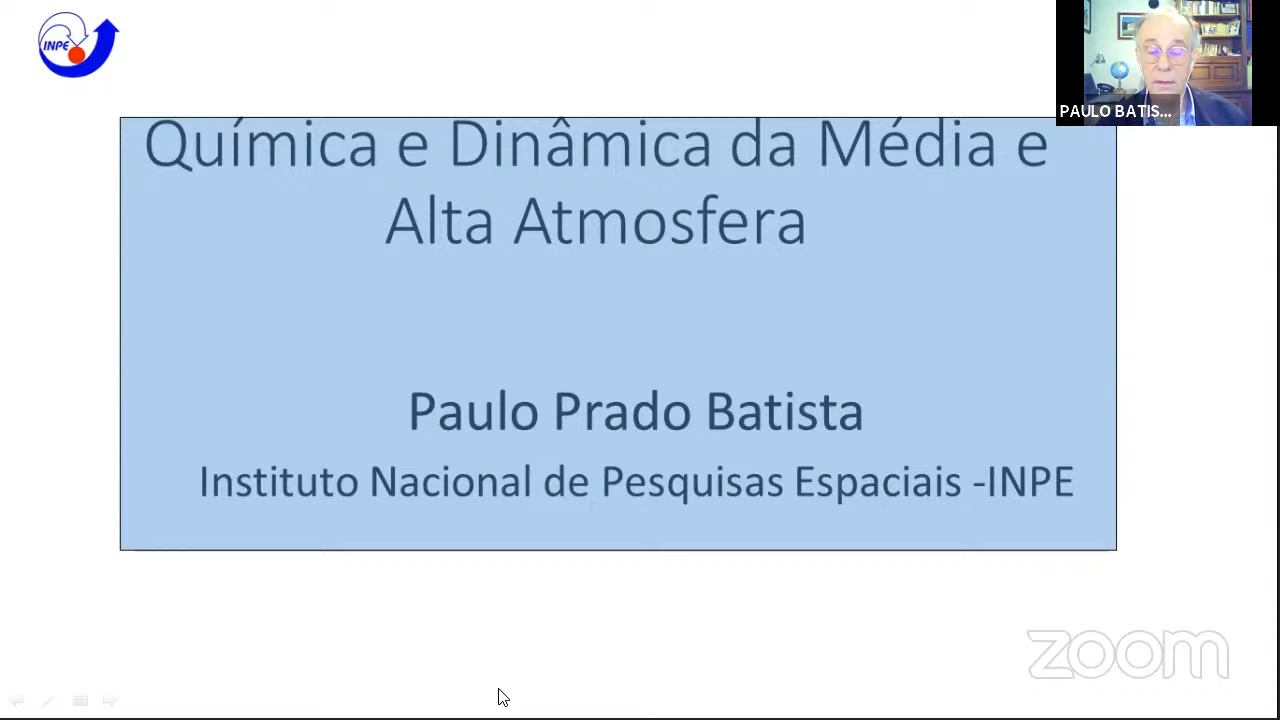 INPE
PAULO BATIS...
Química e Dinâmica da Média e
Alta Atmosfera
Paulo Prado Batista
Instituto Nacional de Pesquisas Espaciais -INPE
zoom